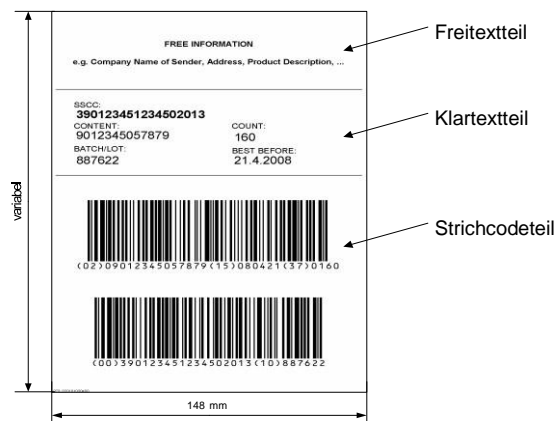 FREE INFORMATION
e.g. Company Name of Sender, Address, Product Description, ...
SSCC:
390123451234502013
CONTENT:
9012345057879
COUNT:
160
BATCH/LOT:
887622
BEST BEFORE:
21.4.2008
(02)09012345057879(15)080421(37)0160
(00)390123451234502013(10)887622
Freitextteil
Klartextteil
Strichcodeteil
variabel
148 mm